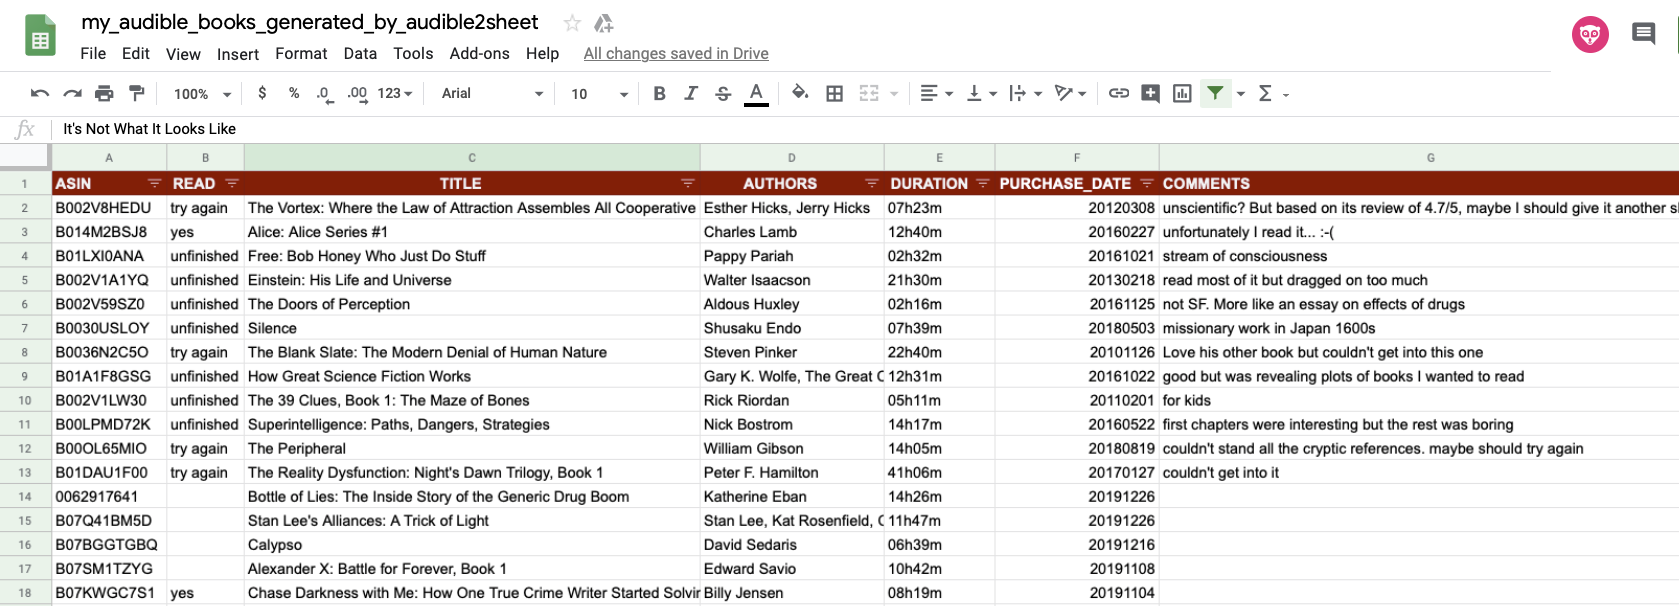 my_audible_books_generated_by_audible2sheet
File Edit View Insert Format Data Tools Add-ons Help All changes saved in Drive
100% $ % .0 .00 123 Arial 10 B I S A
fx It's Not What It Looks Like
A B C D E F G
1 ASIN READ TITLE AUTHORS DURATION PURCHASE_DATE COMMENTS
2 B002V8HEDU try again The Vortex: Where the Law of Attraction Assembles All Cooperative Esther Hicks, Jerry Hicks 07h23m 20120308 unscientific? But based on its review of 4.7/5, maybe I should give it another
3 B014M2BSJ8 yes Alice: Alice Series #1 Charles Lamb 12h40m 20160227 unfortunately I read it... :-(
4 B01LXI0ANA unfinished Free: Bob Honey Who Just Do Stuff Pappy Pariah 02h32m 20161021 stream of consciousness
5 B002V1A1YQ unfinished Einstein: His Life and Universe Walter Isaacson 21h30m 20130218 read most of it but dragged on too much
6 B002V59SZ0 unfinished The Doors of Perception Aldous Huxley 02h16m 20161125 not SF. More like an essay on effects of drugs
7 B0030USLOY unfinished Silence Shusaku Endo 07h39m 20180503 missionary work in Japan 1600s
8 B0036N2C5O try again The Blank Slate: The Modern Denial of Human Nature Steven Pinker 22h40m 20101126 Love his other book but couldn't get into this one
9 B01A1F8GSG unfinished How Great Science Fiction Works Gary K. Wolfe, The Great 12h31m 20161022 good but was revealing plots of books I wanted to read
10 B002V1LW30 unfinished The 39 Clues, Book 1: The Maze of Bones Rick Riordan 05h11m 20110201 for kids
11 B00LPMD72K unfinished Superintelligence: Paths, Dangers, Strategies Nick Bostrom 14h17m 20160522 first chapters were interesting but the rest was boring
12 B00OL65MIO try again The Peripheral William Gibson 14h05m 20180819 couldn't stand all the cryptic references. maybe should try again
13 B01DAU1F00 try again The Reality Dysfunction: Night's Dawn Trilogy, Book 1 Peter F. Hamilton 41h06m 20170127 couldn't get into it
14 0062917641 Bottle of Lies: The Inside Story of the Generic Drug Boom Katherine Eban 14h26m 20191226
15 B07Q41BM5D Stan Lee's Alliances: A Trick of Light Stan Lee, Kat Rosenfield, 11h47m 20191226
16 B07BGGTGBQ Calypso David Sedaris 06h39m 20191216
17 B07SM1TZYG Alexander X: Battle for Forever, Book 1 Edward Savio 10h42m 20191108
18 B07KWGC7S1 yes Chase Darkness with Me: How One True Crime Writer Started Solvin Billy Jensen 08h19m 20191104